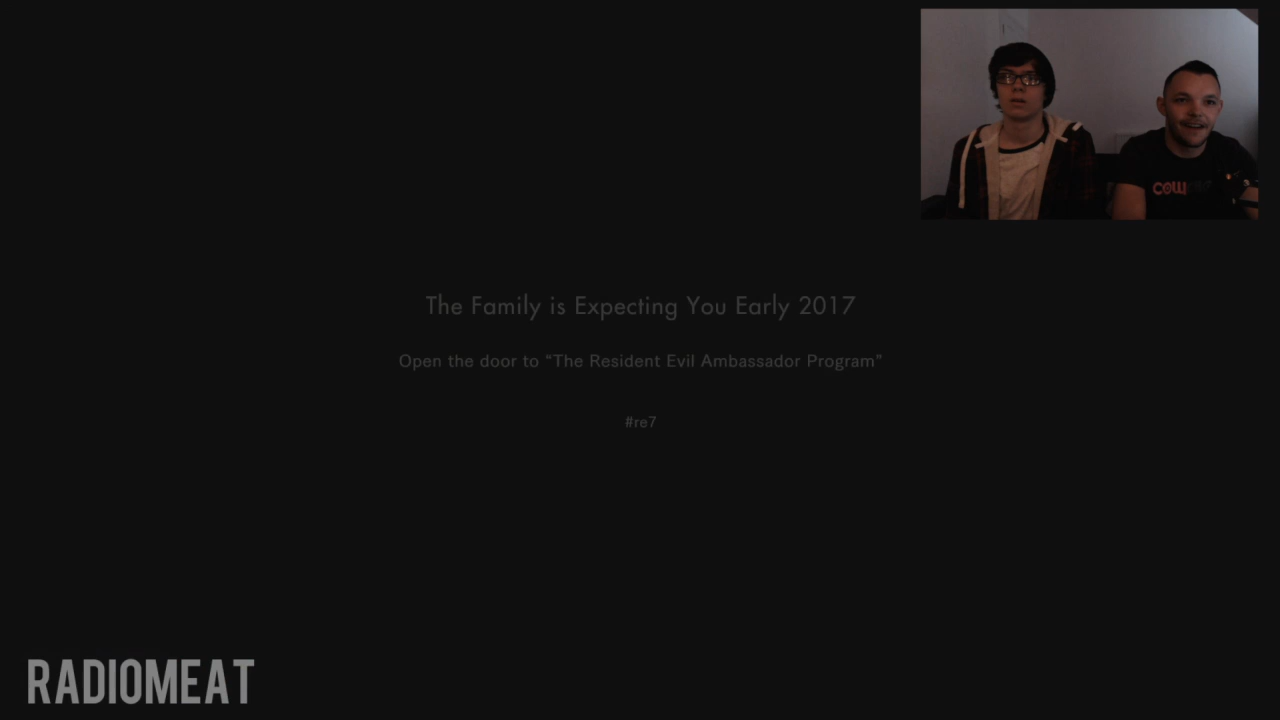 The Family is Expecting You Early 2017
Open the door to “The Resident Evil Ambassador Program”
#re7
RADIOMEAT